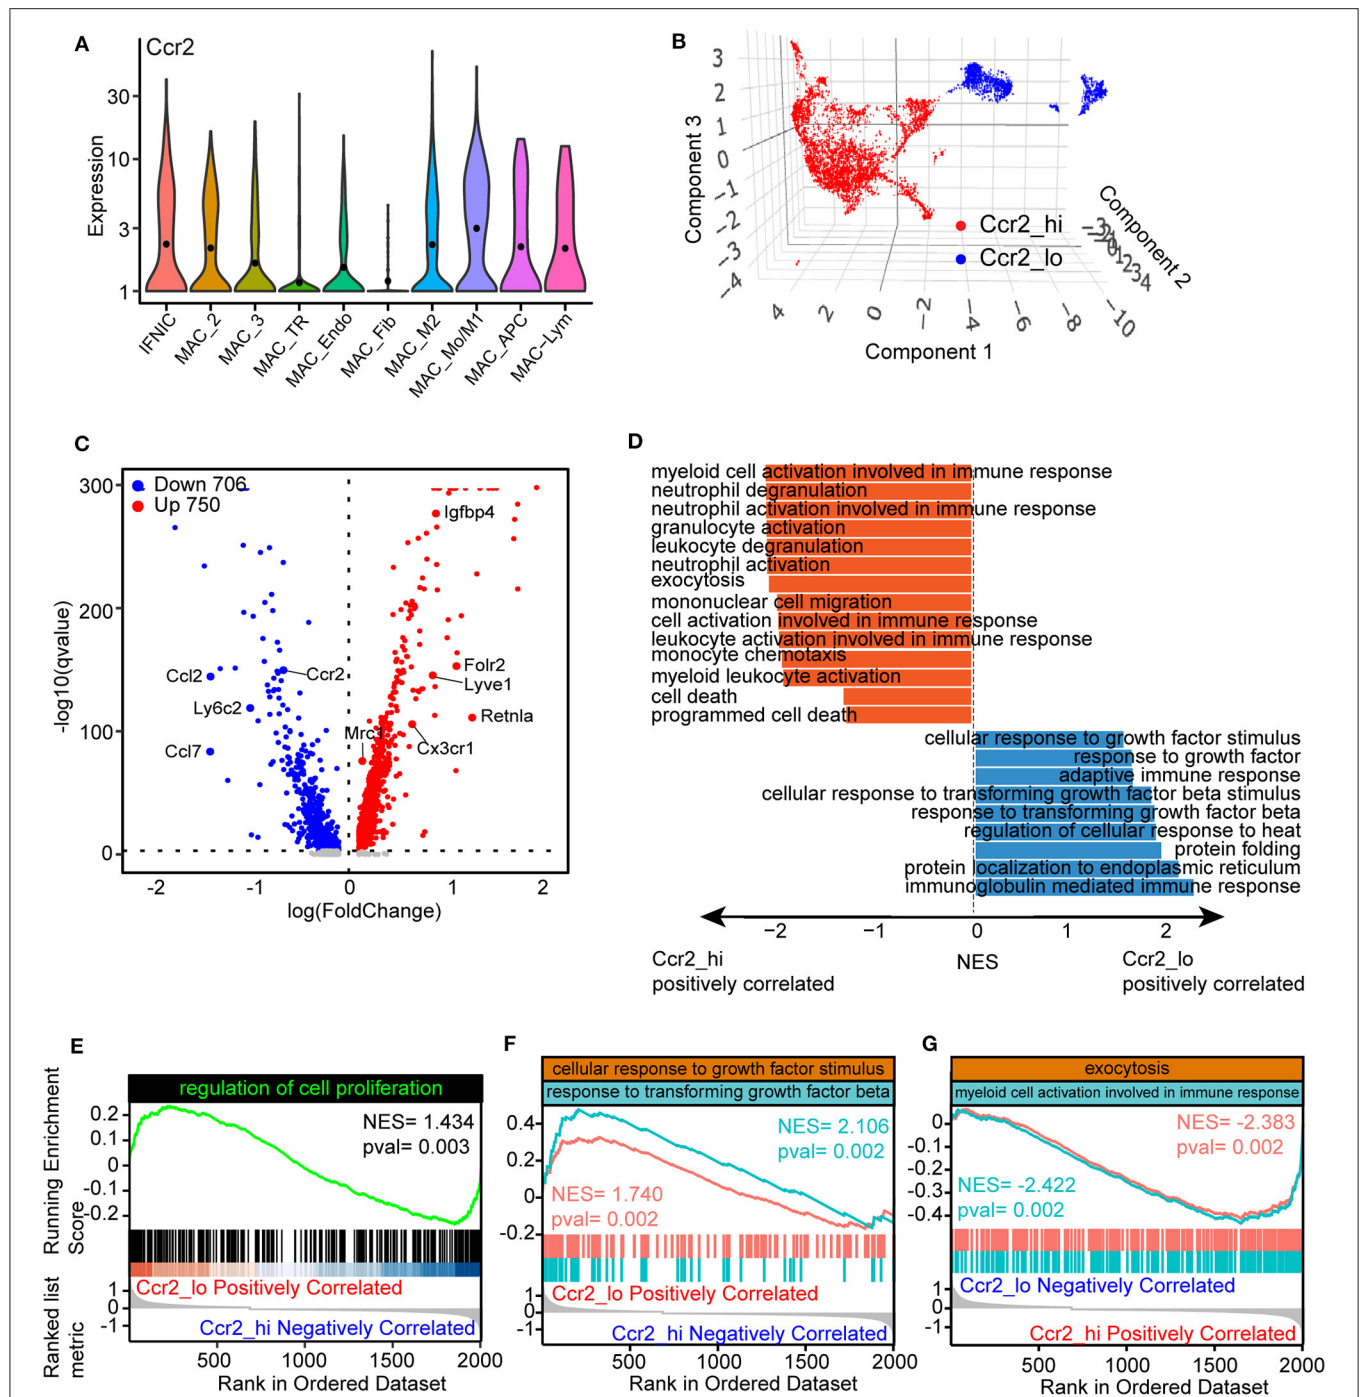 A
Ccr2
Expression
30
10
3
1
IFNIC
MAC_2
MAC_3
MAC_TR
MAC_Endo
MAC_Fib
MAC_M2
MAC_Mo/M1
MAC_APC
MAC-Lym
B
Component 3
3
2
1
0
-1
-2
-3
-4
Ccr2_hi
Ccr2_lo
4
2
0
-2
-4
-6
-8
-10
Component 1
Component 2
C
Down 706
Up 750
-log10(qvalue)
300
200
100
0
Igfbp4
Ccl2
Ccr2
Ly6c2
Ccl7
Folr2
Lyve1
Retnla
Mrc1
Cx3cr1
-2 -1 0 1 2
log(FoldChange)
D
myeloid cell activation involved in immune response
neutrophil degranulation
neutrophil activation involved in immune response
granulocyte activation
leukocyte degranulation
neutrophil activation
exocytosis
mononuclear cell migration
cell activation involved in immune response
leukocyte activation involved in immune response
monocyte chemotaxis
myeloid leukocyte activation
cell death
programmed cell death
cellular response to growth factor stimulus
response to growth factor
adaptive immune response
cellular response to transforming growth factor beta stimulus
response to transforming growth factor beta
regulation of cellular response to heat
protein folding
protein localization to endoplasmic reticulum
immunoglobulin mediated immune response
−2 −1 0 1 2
Ccr2_hi
positively correlated
NES
Ccr2_lo
positively correlated
E
regulation of cell proliferation
Running Enrichment
Score
0.2
0.1
0
-0.1
-0.2
NES= 1.434
pval= 0.003
Ccr2_lo Positively Correlated
Ranked list
metric
1
0
-1
Ccr2_hi Negatively Correlated
500 1000 1500 2000
Rank in Ordered Dataset
F
cellular response to growth factor stimulus
response to transforming growth factor beta
0.4
0.2
0
-0.2
NES= 2.106
pval= 0.002
NES= 1.740
pval= 0.002
Ccr2_lo Positively Correlated
1
0
-1
Ccr2_hi Negatively Correlated
500 1000 1500 2000
Rank in Ordered Dataset
G
exocytosis
myeloid cell activation involved in immune response
0
-0.1
-0.2
-0.3
-0.4
NES= -2.383
pval= 0.002
NES= -2.422
pval= 0.002
Ccr2_lo Negatively Correlated
1
0
-1
Ccr2_hi Positively Correlated
500 1000 1500 2000
Rank in Ordered Dataset